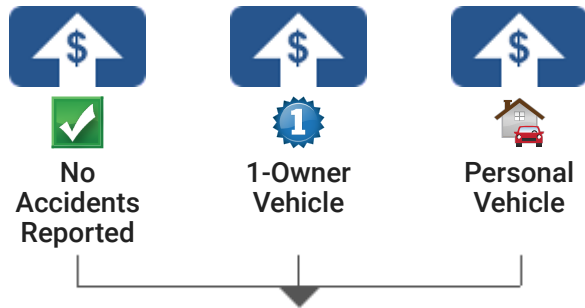 $ $ $
1
No Accidents Reported
1-Owner Vehicle
Personal Vehicle